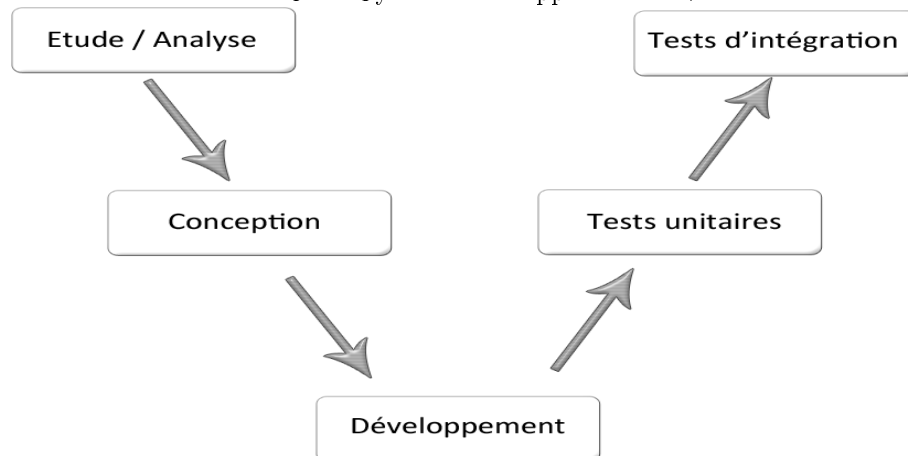 Etude / Analyse
Tests d'intégration
Conception
Tests unitaires
Développement